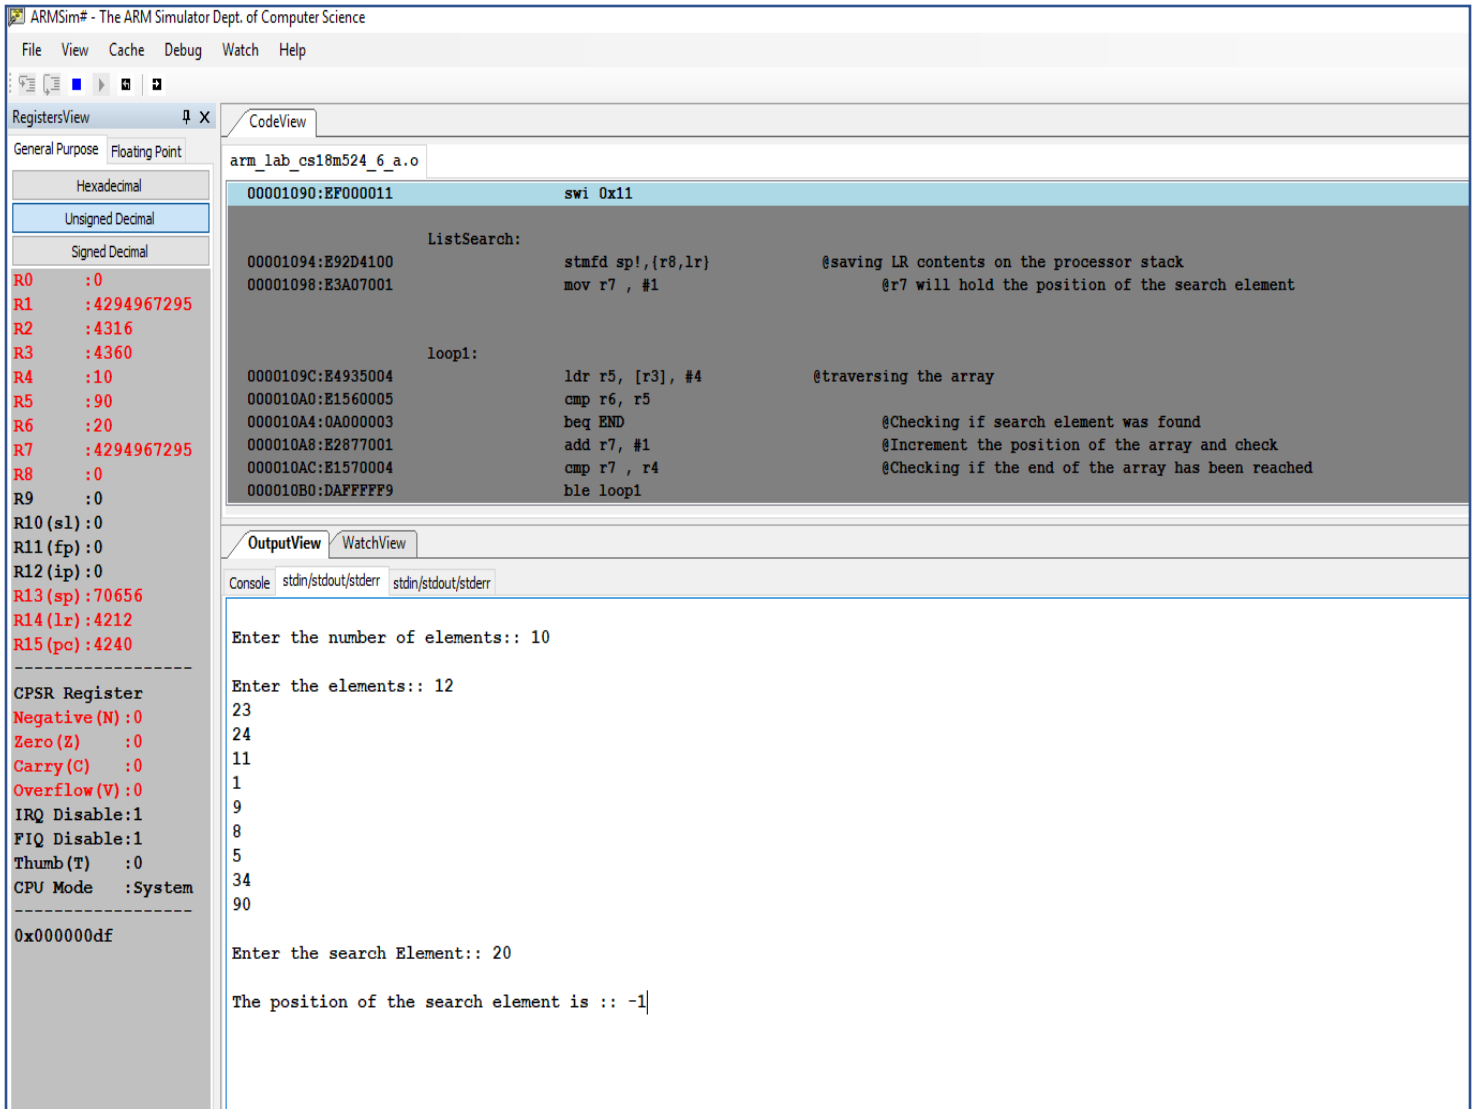 ARMSim# - The ARM Simulator Dept. of Computer Science
File View Cache Debug Watch Help
RegistersView X
General Purpose Floating Point
Hexadecimal
Unsigned Decimal
Signed Decimal
R0 :0
R1 :4294967295
R2 :4316
R3 :4360
R4 :10
R5 :90
R6 :20
R7 :4294967295
R8 :0
R9 :0
R10(sl):0
R11(fp):0
R12(ip):0
R13(sp):70656
R14(lr):4212
R15(pc):4240
------------------
CPSR Register
Negative(N):0
Zero(Z) :0
Carry(C) :0
Overflow(V):0
IRQ Disable:1
FIQ Disable:1
Thumb(T) :0
CPU Mode :System
------------------
0x000000df
CodeView
arm_lab_cs18m524_6_a.o
00001090:EF000011 swi 0x11
ListSearch:
00001094:E92D4100 stmfd sp!,{r8,lr} @saving LR contents on the processor stack
00001098:E3A07001 mov r7 , #1 @r7 will hold the position of the search element
loop1:
0000109C:E4935004 ldr r5, [r3], #4 @traversing the array
000010A0:E1560005 cmp r6, r5
000010A4:0A000003 beq END @Checking if search element was found
000010A8:E2877001 add r7, #1 @Increment the position of the array and check
000010AC:E1570004 cmp r7 , r4 @Checking if the end of the array has been reached
000010B0:DAFFFFF9 ble loop1
OutputView WatchView
Console stdin/stdout/stderr stdin/stdout/stderr
Enter the number of elements:: 10
Enter the elements:: 12
23
24
11
1
9
8
5
34
90
Enter the search Element:: 20
The position of the search element is :: -1